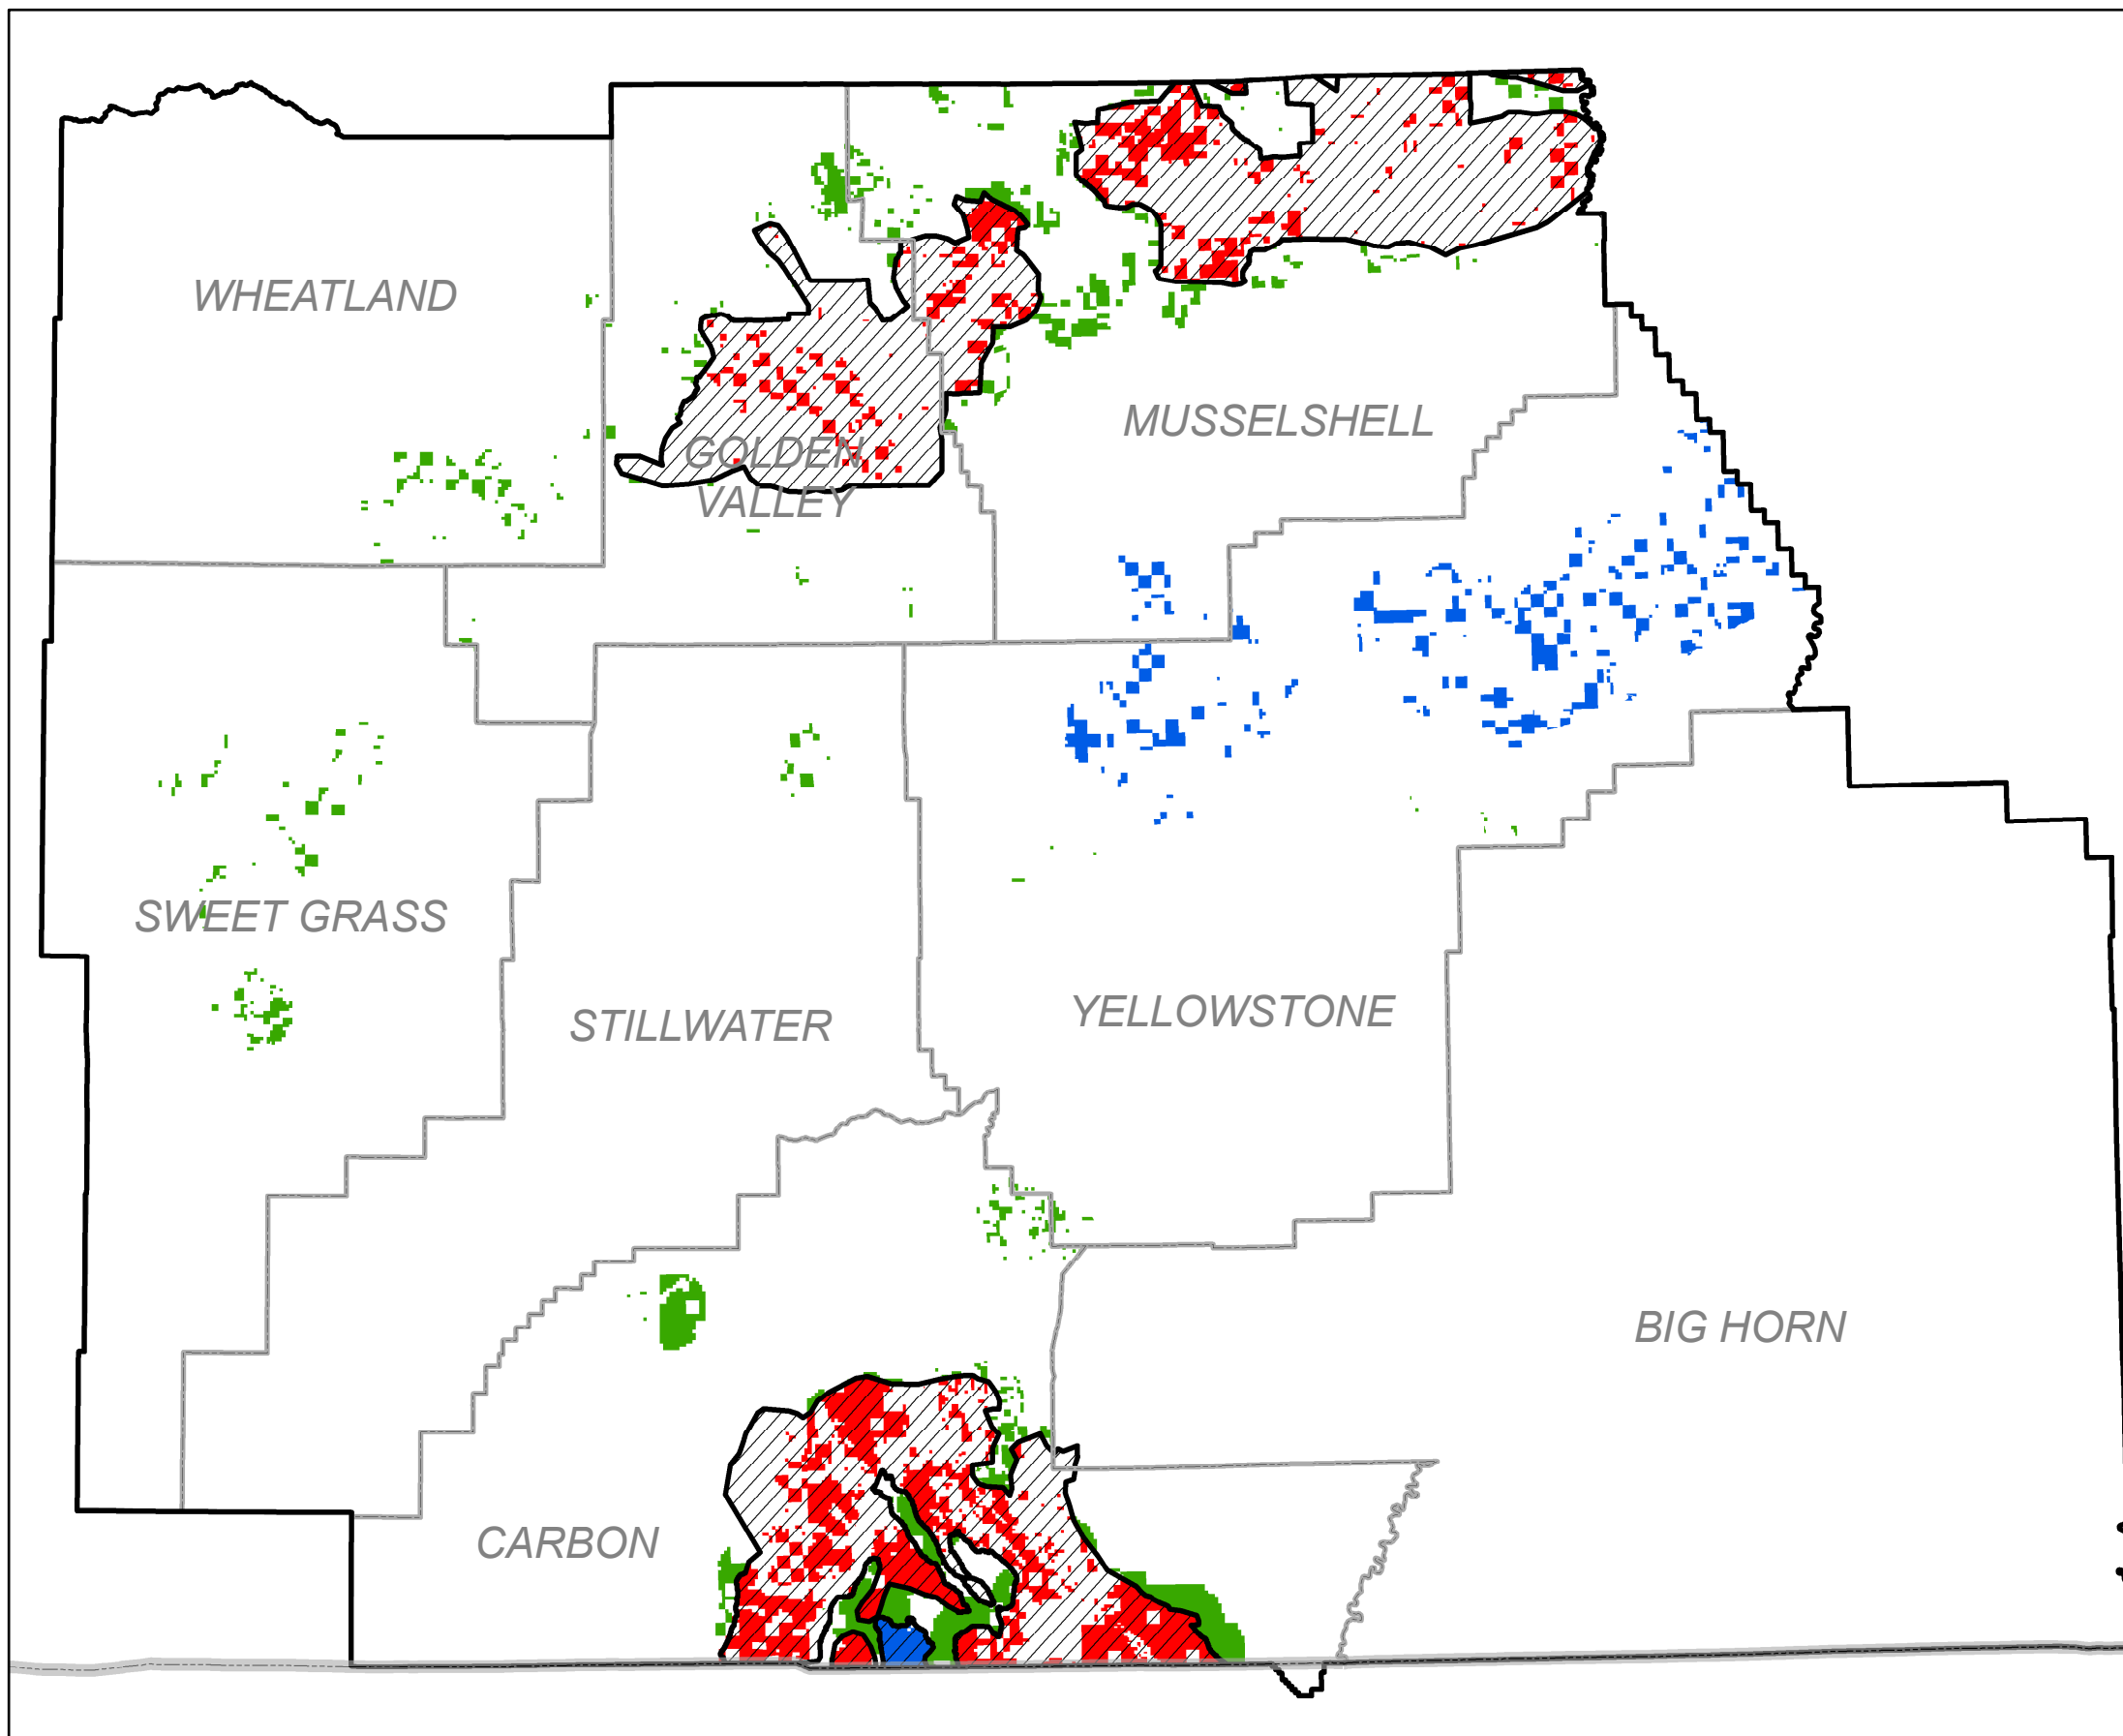 WHEATLAND
MUSSELSHELL
GOLDEN
VALLEY
SWEET GRASS
STILLWATER
YELLOWSTONE
BIG HORN
CARBON